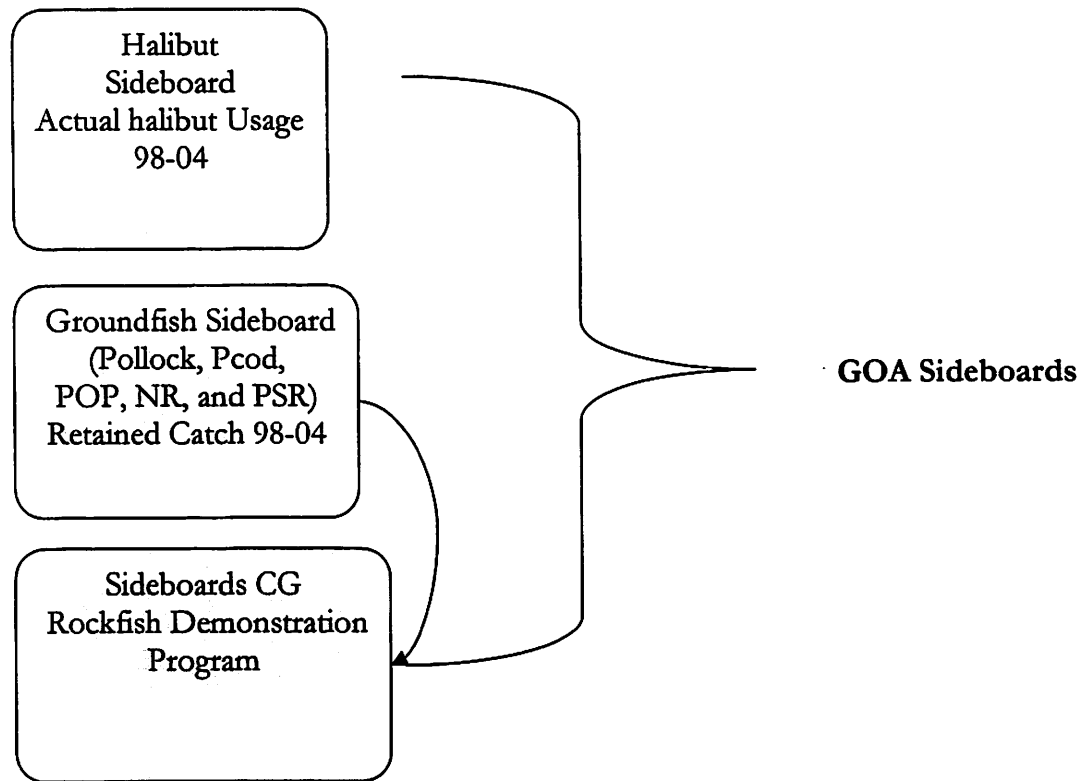 Halibut
Sideboard
Actual halibut Usage
98-04
Groundfish Sideboard
(Pollock, Pcod,
POP, NR, and PSR)
Retained Catch 98-04
Sideboards CG
Rockfish Demonstration
Program
GOA Sideboards